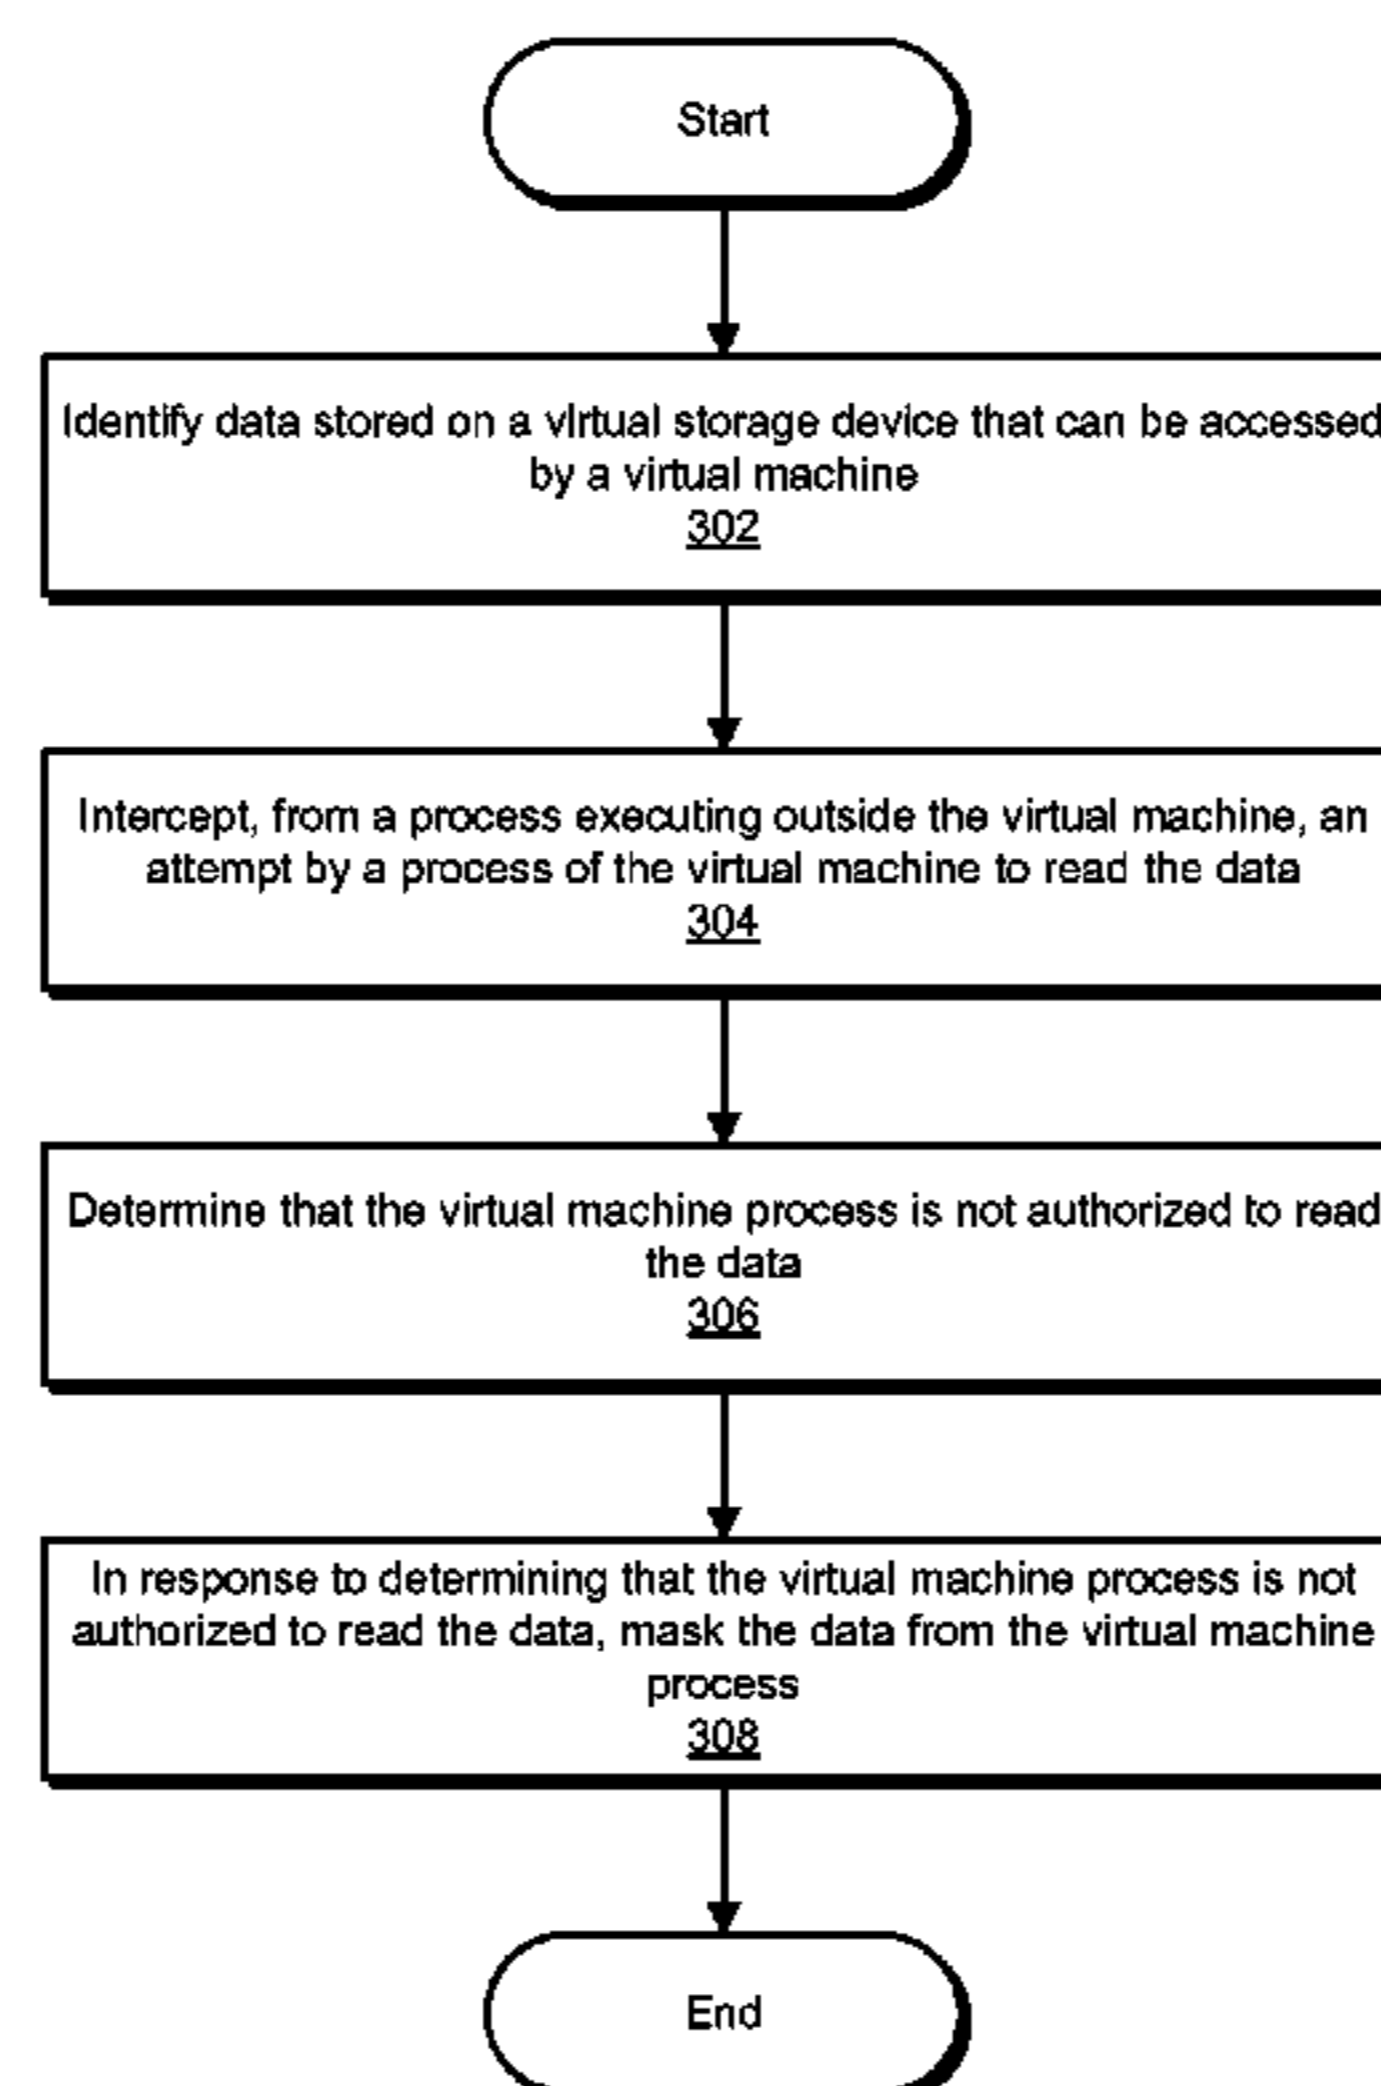 Start
Identify data stored on a virtual storage device that can be accessed
by a virtual machine
302
Intercept, from a process executing outside the virtual machine, an
attempt by a process of the virtual machine to read the data
304
Determine that the virtual machine process is not authorized to read
the data
306
In response to determining that the virtual machine process is not
authorized to read the data, mask the data from the virtual machine
process
308
End